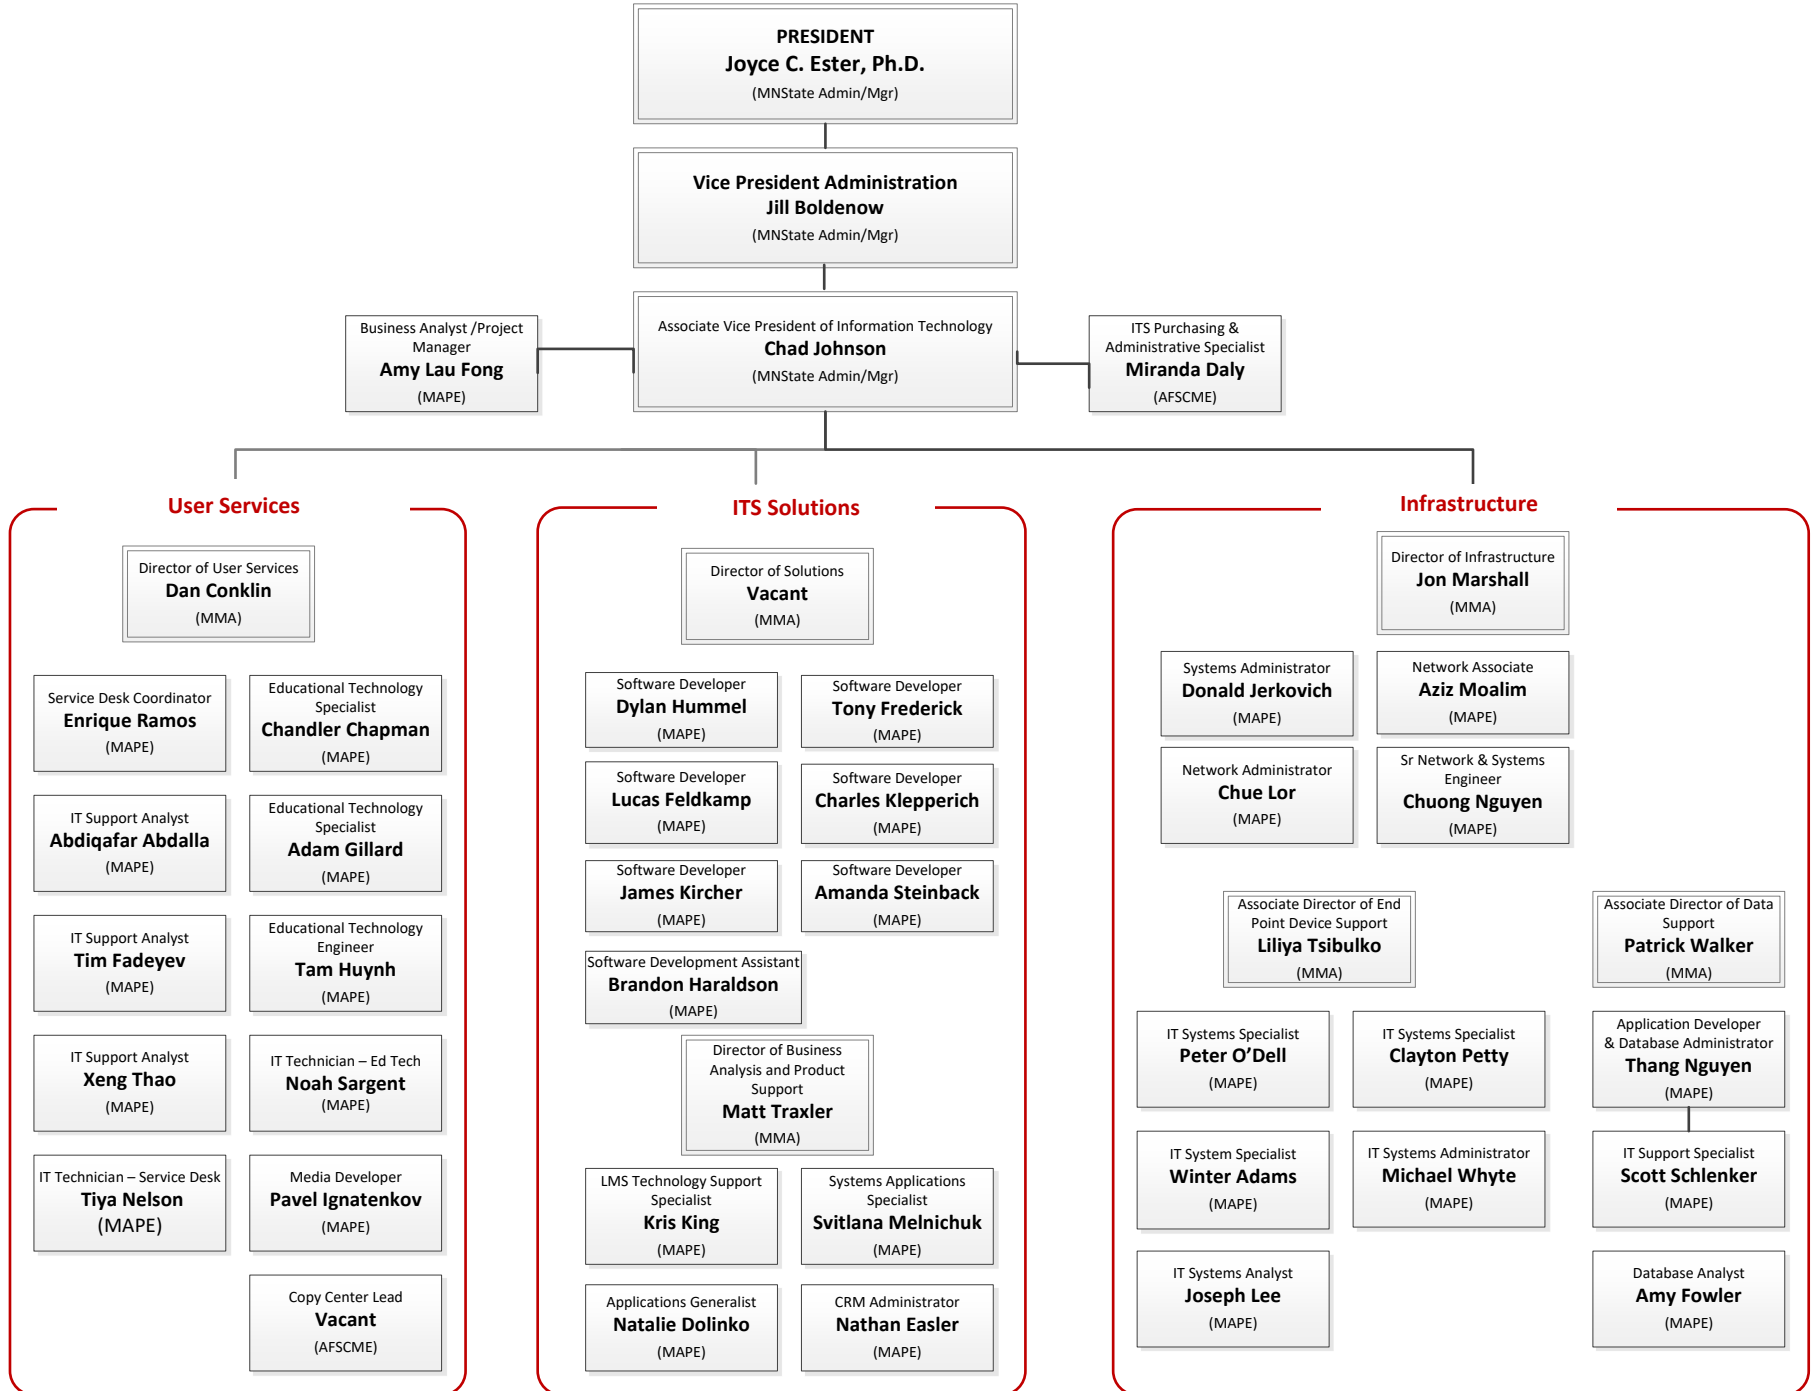 PRESIDENT
Joyce C. Ester, Ph.D.
(MNState Admin/Mgr)
Vice President Administration
Jill Boldenow
(MNState Admin/Mgr)
Business Analyst /Project
Manager
Amy Lau Fong
(MAPE)
Associate Vice President of Information Technology
Chad Johnson
(MNState Admin/Mgr)
ITS Purchasing &
Administrative Specialist
Miranda Daly
(AFSCME)
User Services
Director of User Services
Dan Conklin
(MMA)
Service Desk Coordinator
Enrique Ramos
(MAPE)
Educational Technology
Specialist
Chandler Chapman
(MAPE)
IT Support Analyst
Abdiqafar Abdalla
(MAPE)
Educational Technology
Specialist
Adam Gillard
(MAPE)
IT Support Analyst
Tim Fadeyev
(MAPE)
Educational Technology
Engineer
Tam Huynh
(MAPE)
IT Support Analyst
Xeng Thao
(MAPE)
IT Technician – Ed Tech
Noah Sargent
(MAPE)
IT Technician – Service Desk
Tiya Nelson
(MAPE)
Media Developer
Pavel Ignatenkov
(MAPE)
Copy Center Lead
Vacant
(AFSCME)
ITS Solutions
Director of Solutions
Vacant
(MMA)
Software Developer
Dylan Hummel
(MAPE)
Software Developer
Tony Frederick
(MAPE)
Software Developer
Lucas Feldkamp
(MAPE)
Software Developer
Charles Klepperich
(MAPE)
Software Developer
James Kircher
(MAPE)
Software Developer
Amanda Steinback
(MAPE)
Software Development Assistant
Brandon Haraldson
(MAPE)
Director of Business
Analysis and Product
Support
Matt Traxler
(MMA)
LMS Technology Support
Specialist
Kris King
(MAPE)
Systems Applications
Specialist
Svitlana Melnichuk
(MAPE)
Applications Generalist
Natalie Dolinko
(MAPE)
CRM Administrator
Nathan Easler
(MAPE)
Infrastructure
Director of Infrastructure
Jon Marshall
(MMA)
Systems Administrator
Donald Jerkovich
(MAPE)
Network Associate
Aziz Moalim
(MAPE)
Network Administrator
Chue Lor
(MAPE)
Sr Network & Systems
Engineer
Chuong Nguyen
(MAPE)
Associate Director of End
Point Device Support
Liliya Tsibulko
(MMA)
Associate Director of Data
Support
Patrick Walker
(MMA)
IT Systems Specialist
Peter O’Dell
(MAPE)
IT Systems Specialist
Clayton Petty
(MAPE)
Application Developer
& Database Administrator
Thang Nguyen
(MAPE)
IT System Specialist
Winter Adams
(MAPE)
IT Systems Administrator
Michael Whyte
(MAPE)
IT Support Specialist
Scott Schlenker
(MAPE)
IT Systems Analyst
Joseph Lee
(MAPE)
Database Analyst
Amy Fowler
(MAPE)